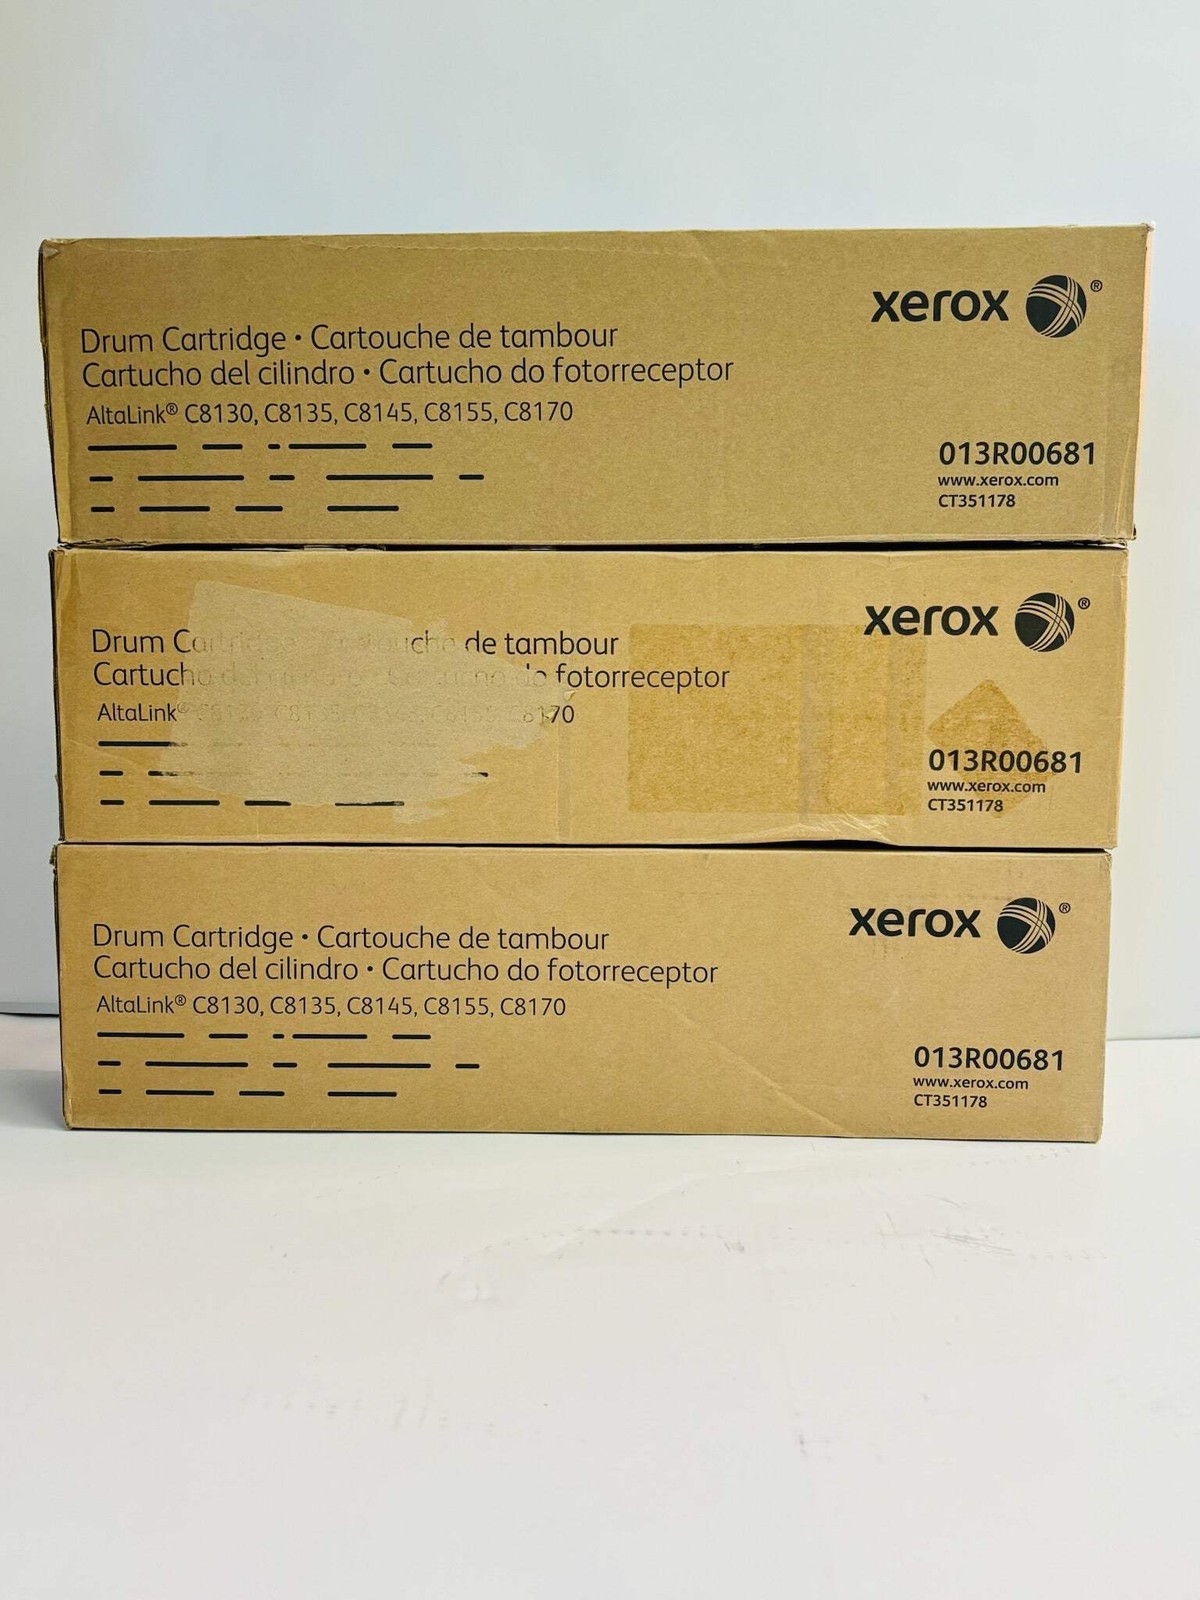 xerox ®
Drum Cartridge • Cartouche de tambour
Cartucho del cilindro • Cartucho do fotorreceptor
AltaLink® C8130, C8135, C8145, C8155, C8170
013R00681
www.xerox.com
CT351178
xerox ®
Drum de tambour
fotorreceptor
AltaLink®
013R00681
www.xerox.com
CT351178
xerox ®
Drum Cartridge • Cartouche de tambour
Cartucho del cilindro • Cartucho do fotorreceptor
AltaLink® C8130, C8135, C8145, C8155, C8170
013R00681
www.xerox.com
CT351178